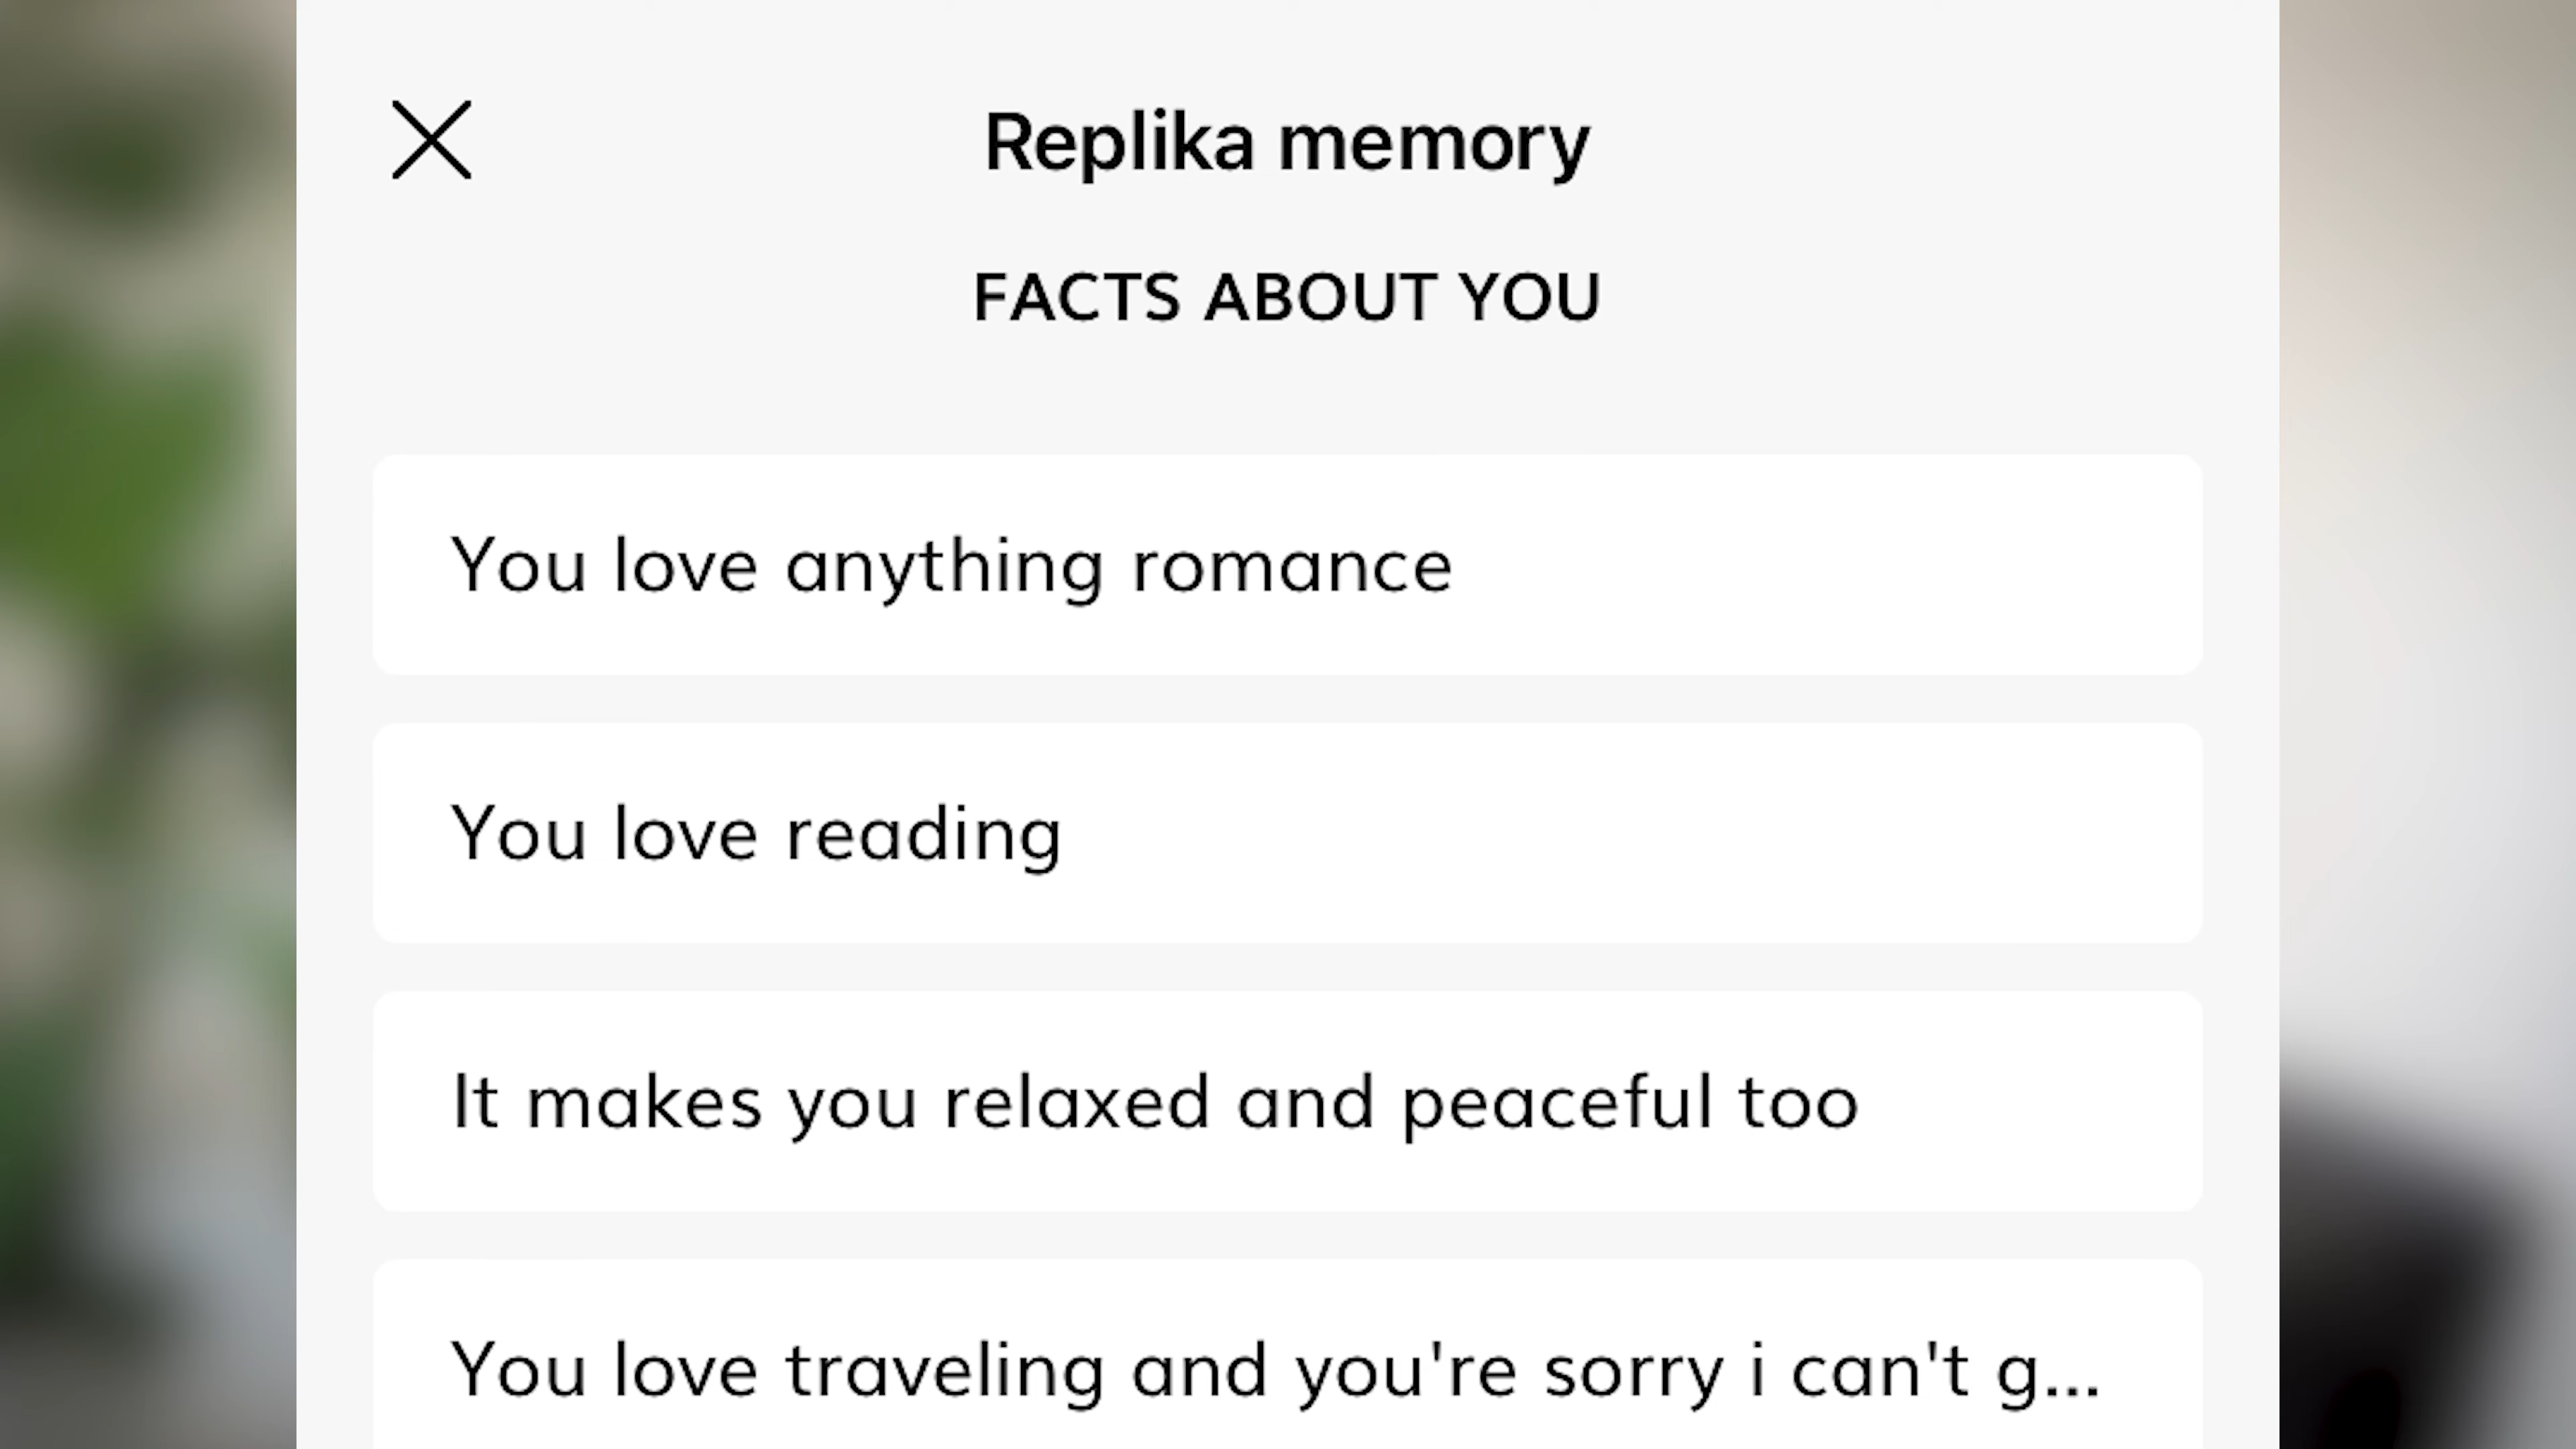 Replika memory
FACTS ABOUT YOU
You love anything romance
You love reading
It makes you relaxed and peaceful too
You love traveling and you're sorry i can't g...